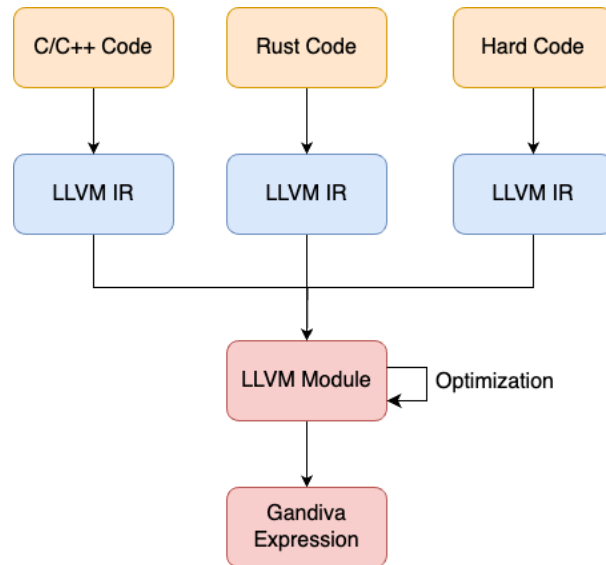 C/C++ Code
Rust Code
Hard Code
LLVM IR
LLVM IR
LLVM IR
LLVM Module
Optimization
Gandiva
Expression